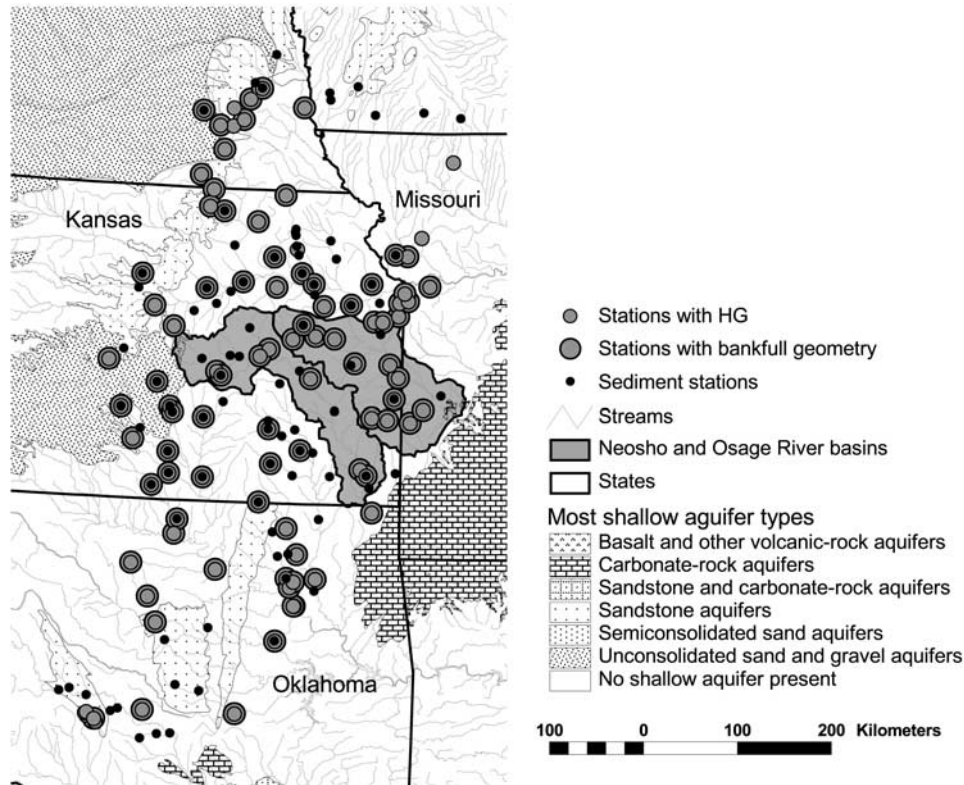 Missouri
Kansas
Oklahoma
Stations with HG
Stations with bankfull geometry
Sediment stations
Streams
Neosho and Osage River basins
States
Most shallow aguifer types
Basalt and other volcanic-rock aquifers
Carbonate-rock aquifers
Sandstone and carbonate-rock aquifers
Sandstone aquifers
Semiconsolidated sand aquifers
Unconsolidated sand and gravel aquifers
No shallow aquifer present
100 0 100 200 Kilometers